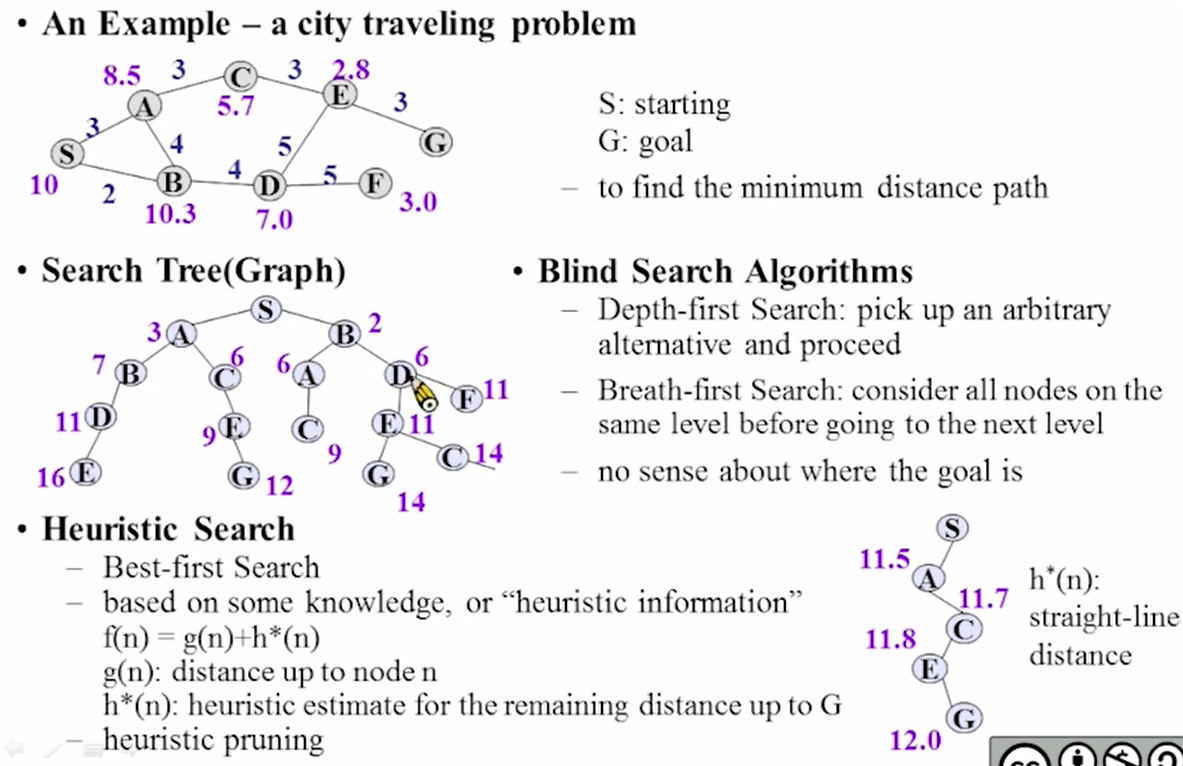 • An Example – a city traveling problem
8.5 3 C 3 2.8
A 5.7 E 3
3 4 5 G
S
10 2 B 4 D 5 F
10.3 7.0 3.0
S: starting
G: goal
– to find the minimum distance path
• Search Tree(Graph)
S
3 A B 2
7 B C 6 6 A D 6
F 11
11 D 9 E C E 11
9 C 14
16 E G 12 G
14
• Blind Search Algorithms
– Depth-first Search: pick up an arbitrary
alternative and proceed
– Breath-first Search: consider all nodes on the
same level before going to the next level
– no sense about where the goal is
• Heuristic Search
– Best-first Search
– based on some knowledge, or “heuristic information”
f(n) = g(n)+h*(n)
g(n): distance up to node n
h*(n): heuristic estimate for the remaining distance up to G
– heuristic pruning
S
11.5
A
11.7
C
11.8
E
G
12.0
h*(n):
straight-line
distance
cc